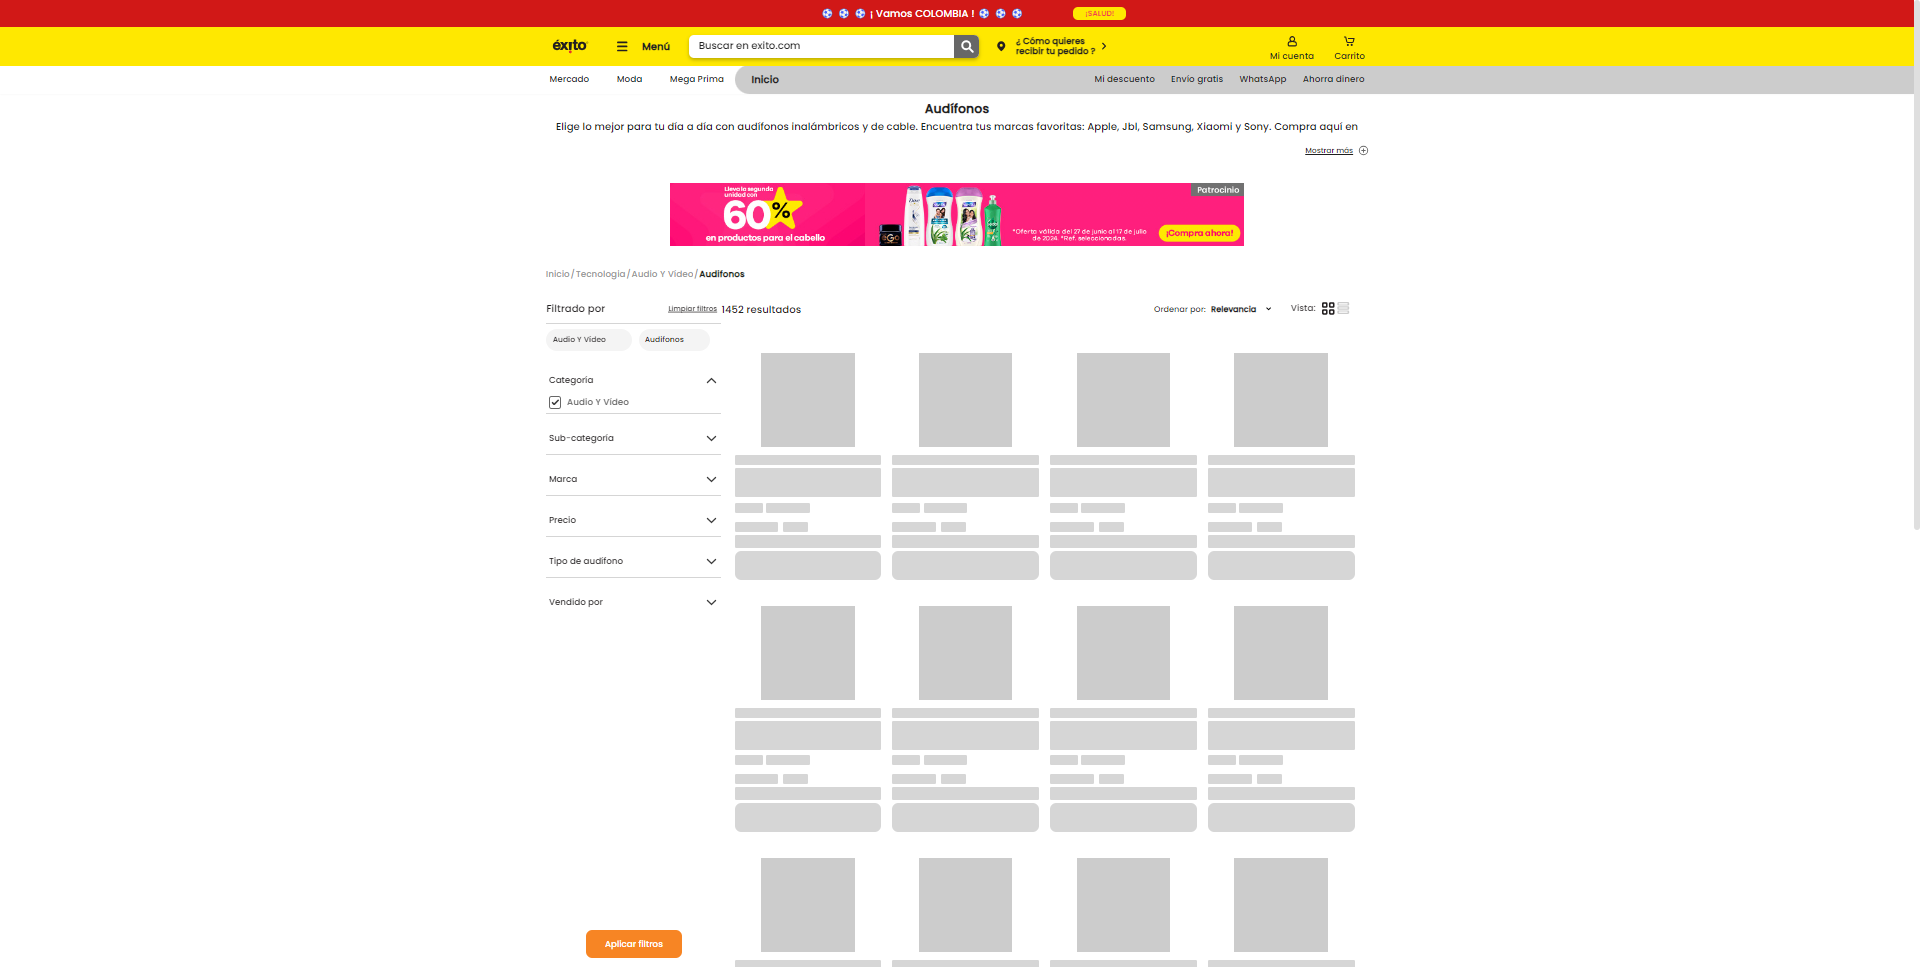 ¡ Vamos COLOMBIA !
¡SALUD!
éxito
Menú
Buscar en exito.com
¿ Cómo quieres
recibir tu pedido ?
Mi cuenta
Carrito
Mercado
Moda
Mega Prima
Inicio
Mi descuento
Envío gratis
WhatsApp
Ahorra dinero
Audífonos
Elige lo mejor para tu día a día con audífonos inalámbricos y de cable. Encuentra tus marcas favoritas: Apple, Jbl, Samsung, Xiaomi y Sony. Compra aquí en
Mostrar más
Lleva la segunda
unidad con
60%
en productos para el cabello
Dove
eGo
*Oferta válida del 27 de junio al 17 de julio
de 2024. *Ref. seleccionadas.
Patrocinio
¡Compra ahora!
Inicio / Tecnología / Audio Y Video / Audífonos
Filtrado por
Limpiar filtros
1452 resultados
Ordenar por: Relevancia
Vista:
Audio Y Video
Audífonos
Categoría
Audio Y Video
Sub-categoría
Marca
Precio
Tipo de audífono
Vendido por
Aplicar filtros